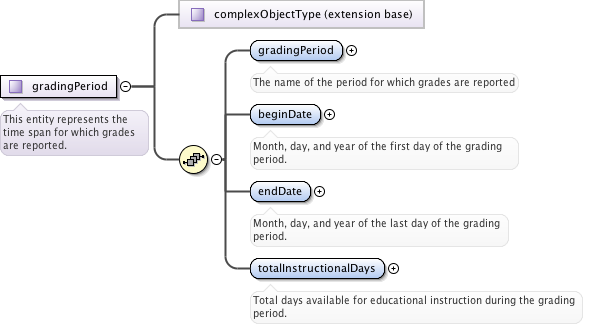 complexObjectType (extension base)
gradingPeriod
This entity represents the
time span for which grades
are reported.
gradingPeriod
The name of the period for which grades are reported
beginDate
Month, day, and year of the first day of the grading
period.
endDate
Month, day, and year of the last day of the grading
period.
totalInstructionalDays
Total days available for educational instruction during the grading
period.